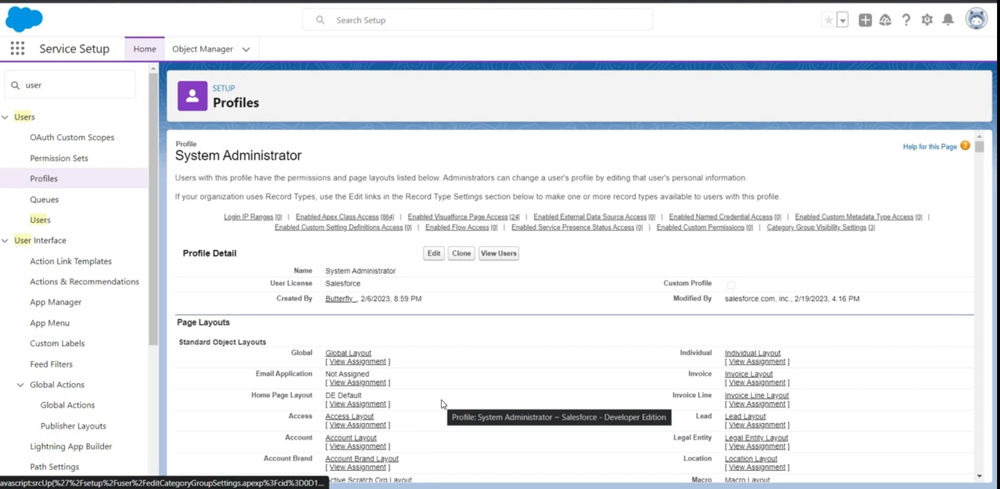 Search Setup
Service Setup
Home
Object Manager
user
Users
OAuth Custom Scopes
Permission Sets
Profiles
Queues
Users
User Interface
Action Link Templates
Actions & Recommendations
App Manager
App Menu
Custom Labels
Feed Filters
Global Actions
Global Actions
Publisher Layouts
Lightning App Builder
Path Settings
SETUP
Profiles
Profile
System Administrator
Help for this Page ?
Users with this profile have the permissions and page layouts listed below. Administrators can change a user's profile by editing that user's personal information.
If your organization uses Record Types, use the Edit links in the Record Type Settings section below to make one or more record types available to users with this profile.
Login IP Ranges [0] | Enabled Apex Class Access [864] | Enabled Visualforce Page Access [24] | Enabled External Data Source Access [0] | Enabled Named Credential Access [0] | Enabled Custom Metadata Type Access [0] |
Enabled Custom Setting Definitions Access [0] | Enabled Flow Access [0] | Enabled Service Presence Status Access [0] | Enabled Custom Permissions [0] | Category Group Visibility Settings [3]
Profile Detail Edit Clone View Users
Name System Administrator
User License Salesforce Custom Profile
Created By Butterfly_, 2/6/2023, 8:59 PM Modified By salesforce.com, inc., 2/19/2023, 4:16 PM
Page Layouts
Standard Object Layouts
Global Global Layout Individual Individual Layout
[ View Assignment ] [ View Assignment ]
Email Application Not Assigned Invoice Invoice Layout
[ View Assignment ] [ View Assignment ]
Home Page Layout DE Default Invoice Line Invoice Line Layout
[ View Assignment ] [ View Assignment ]
Access Access Layout Lead Lead Layout
[ View Assignment ] [ View Assignment ]
Profile: System Administrator ~ Salesforce - Developer Edition
Account Account Layout Legal Entity Legal Entity Layout
[ View Assignment ] [ View Assignment ]
Account Brand Account Brand Layout Location Location Layout
[ View Assignment ] [ View Assignment ]
ctive Scratch Org Layout Macro Macro Layout
avascript:srcUp(%27%2Fsetup%2Fuser%2FeditCategoryGroupSettings.apexp%3Fcid%3D0D1...